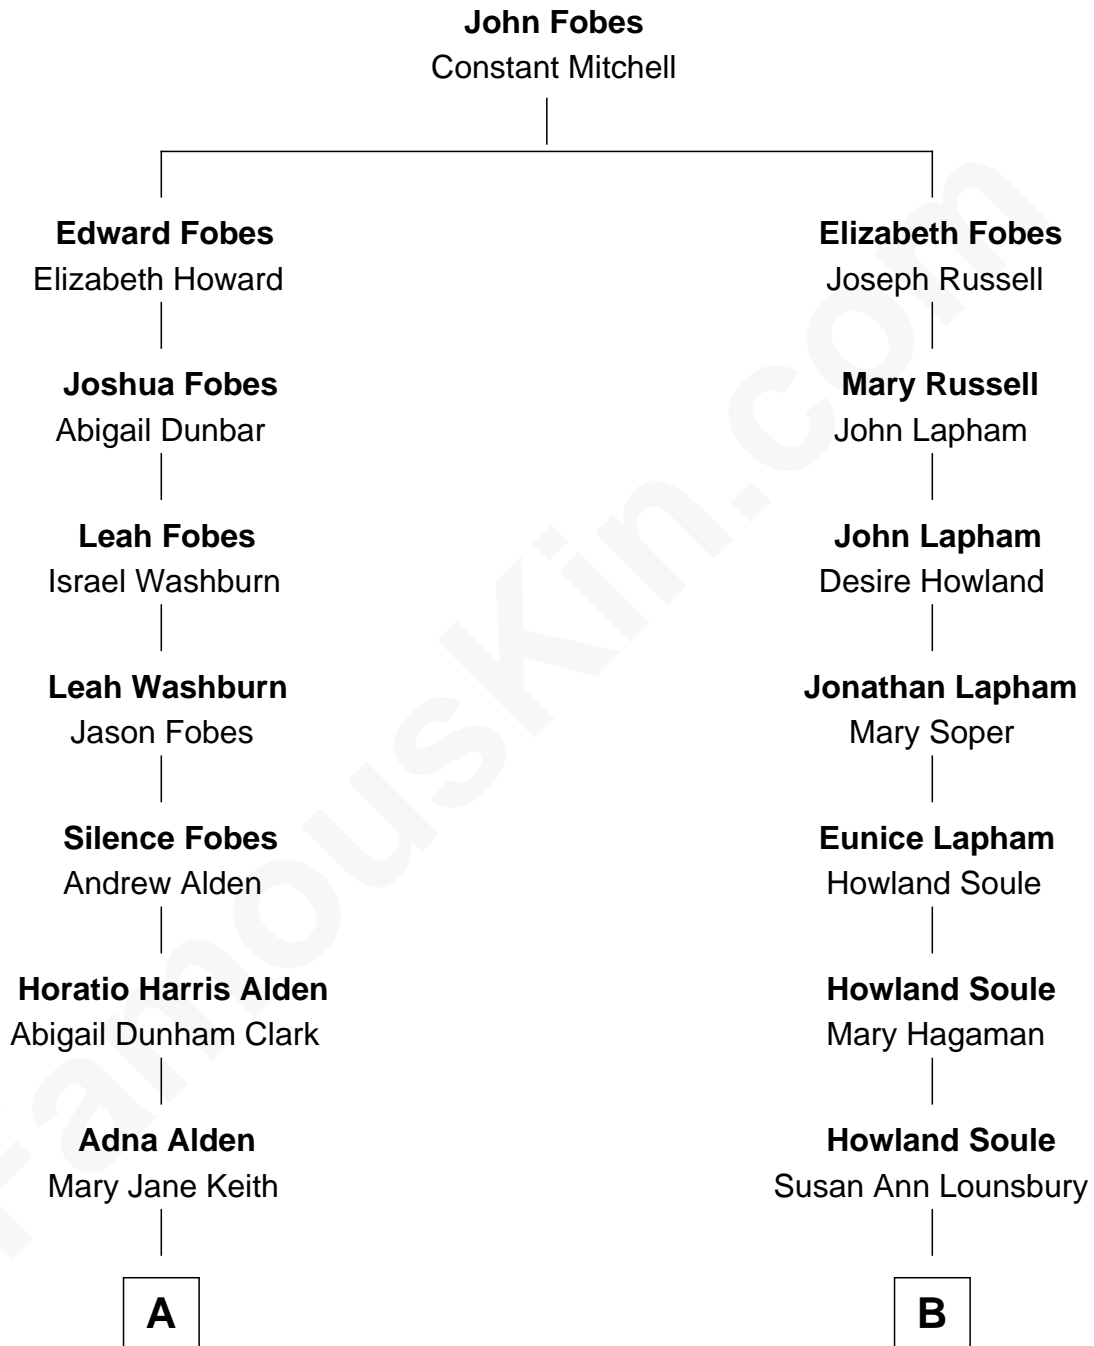 John Fobes
Constant Mitchell
Edward Fobes
Elizabeth Howard
Joshua Fobes
Abigail Dunbar
Leah Fobes
Israel Washburn
Leah Washburn
Jason Fobes
Silence Fobes
Andrew Alden
Horatio Harris Alden
Abigail Dunham Clark
Adna Alden
Mary Jane Keith
A
Elizabeth Fobes
Joseph Russell
Mary Russell
John Lapham
John Lapham
Desire Howland
Jonathan Lapham
Mary Soper
Eunice Lapham
Howland Soule
Howland Soule
Mary Hagaman
Howland Soule
Susan Ann Lounsbury
B
FamousKin.com